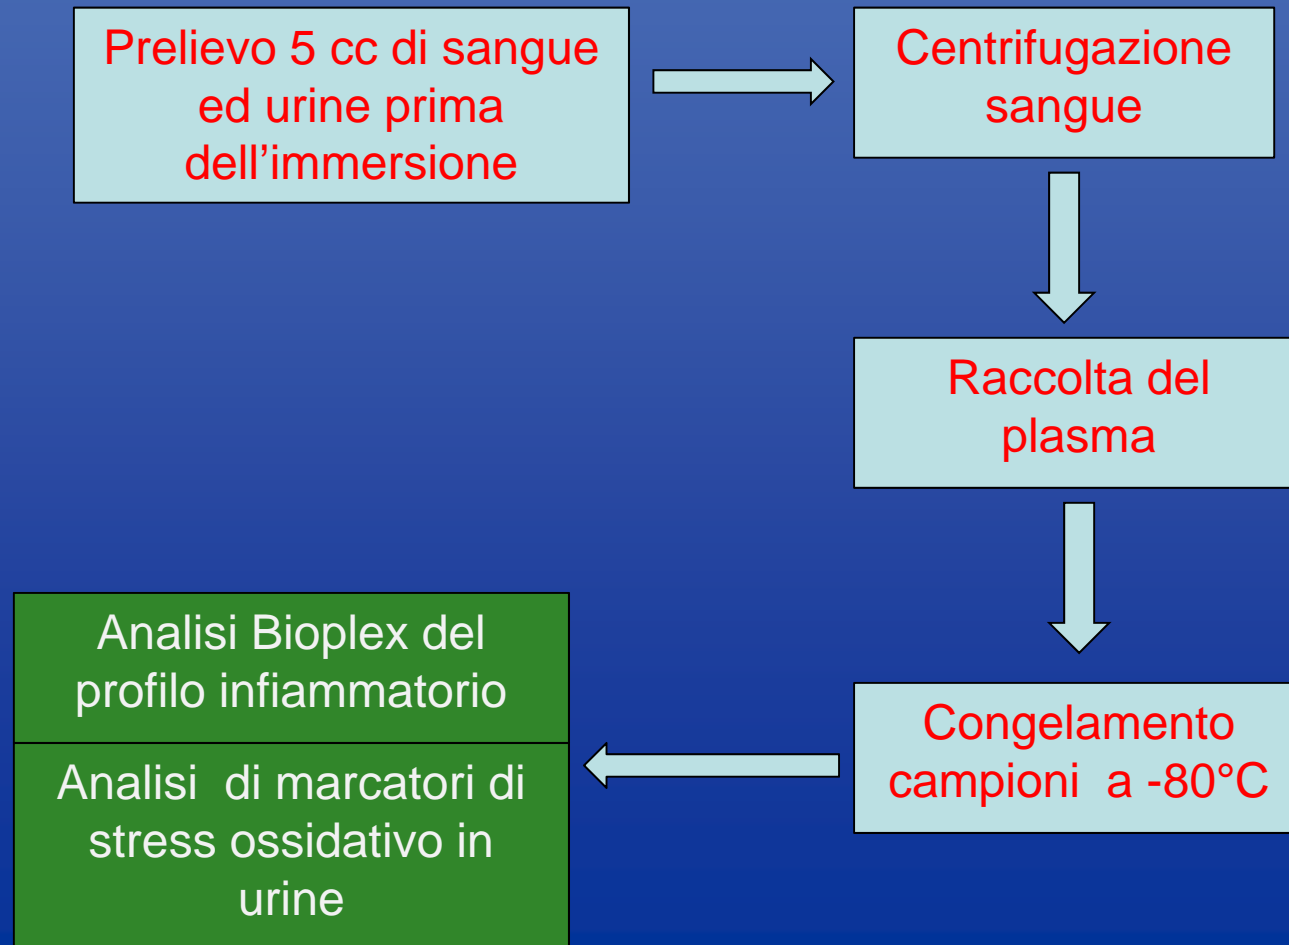 Prelievo 5 cc di sangue
ed urine prima
dell’immersione
Centrifugazione
sangue
Raccolta del
plasma
Congelamento
campioni  a -80°C
Analisi Bioplex del
profilo infiammatorio
Analisi  di marcatori di
stress ossidativo in
urine